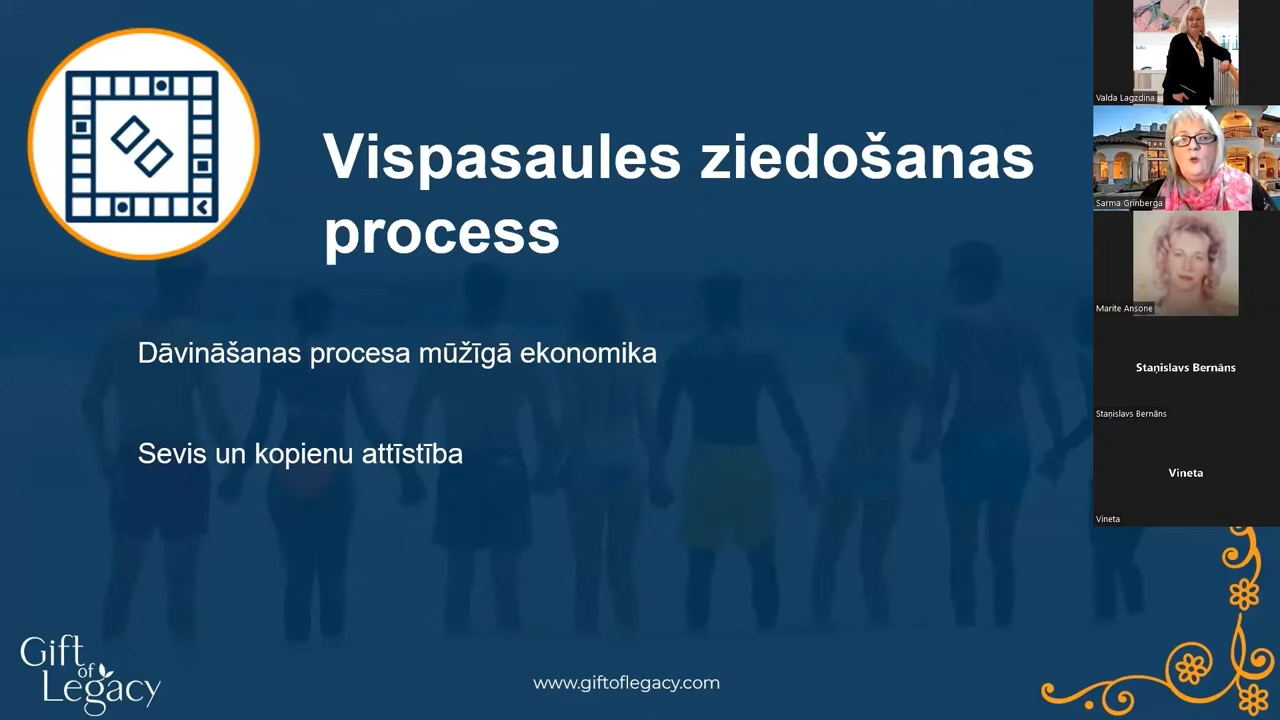 Vispasaules ziedošanas
process
Dāvināšanas procesa mūžīgā ekonomika
Sevis un kopienu attīstība
Gift
of
Legacy
www.giftoflegacy.com
Valda Lagzdina
Sarma Grinberga
Marite Ansone
Staņislavs Bernāns
Staņislavs Bernāns
Vineta
Vineta